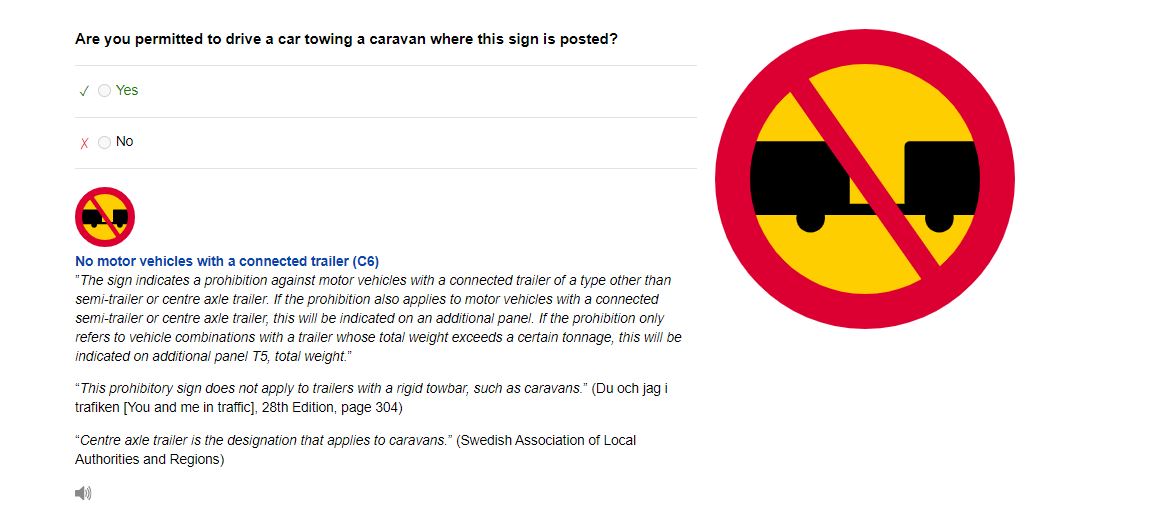 Are you permitted to drive a car towing a caravan where this sign is posted?
✓ Yes
✗ No
No motor vehicles with a connected trailer (C6)
”The sign indicates a prohibition against motor vehicles with a connected trailer of a type other than
semi-trailer or centre axle trailer. If the prohibition also applies to motor vehicles with a connected
semi-trailer or centre axle trailer, this will be indicated on an additional panel. If the prohibition only
refers to vehicle combinations with a trailer whose total weight exceeds a certain tonnage, this will be
indicated on additional panel T5, total weight.”
“This prohibitory sign does not apply to trailers with a rigid towbar, such as caravans.” (Du och jag i
trafiken [You and me in traffic], 28th Edition, page 304)
“Centre axle trailer is the designation that applies to caravans.” (Swedish Association of Local
Authorities and Regions)